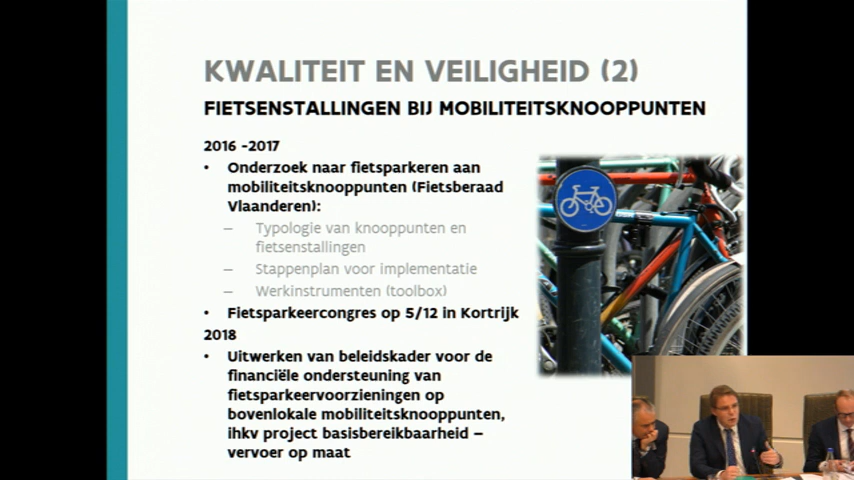 KWALITEIT EN VEILIGHEID (2)
FIETSENSTALLINGEN BIJ MOBILITEITSKNOOPPUNTEN
2016 -2017
• Onderzoek naar fietsparkeren aan
mobiliteitsknooppunten (Fietsberaad
Vlaanderen):
– Typologie van knooppunten en
fietsenstallingen
– Stappenplan voor implementatie
– Werkinstrumenten (toolbox)
• Fietsparkeercongres op 5/12 in Kortrijk
2018
• Uitwerken van beleidskader voor de
financiële ondersteuning van
fietsparkeervoorzieningen op
bovenlokale mobiliteitsknooppunten,
ihkv project basisbereikbaarheid –
vervoer op maat